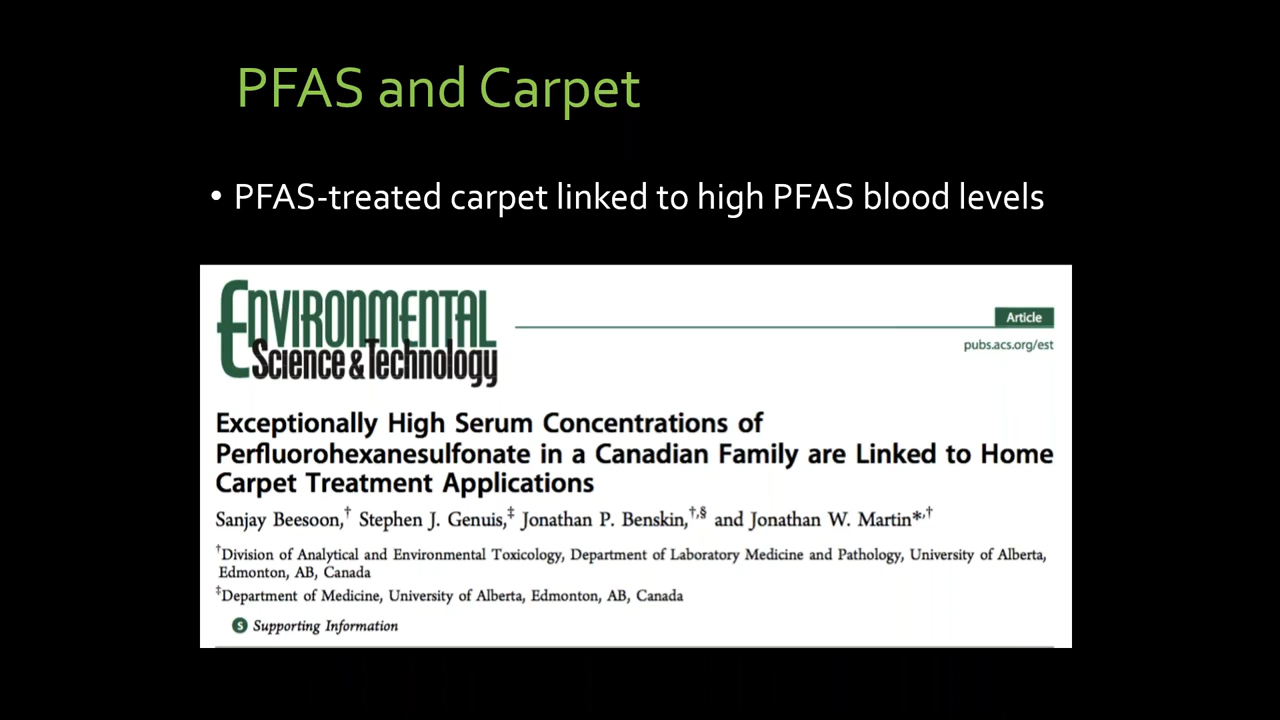 PFAS and Carpet
• PFAS-treated carpet linked to high PFAS blood levels
Environmental
Science & Technology
Article
pubs.acs.org/est
Exceptionally High Serum Concentrations of
Perfluorohexanesulfonate in a Canadian Family are Linked to Home
Carpet Treatment Applications
Sanjay Beesoon,† Stephen J. Genuis,‡ Jonathan P. Benskin,†,§ and Jonathan W. Martin*,†
†Division of Analytical and Environmental Toxicology, Department of Laboratory Medicine and Pathology, University of Alberta,
Edmonton, AB, Canada
‡Department of Medicine, University of Alberta, Edmonton, AB, Canada
S Supporting Information